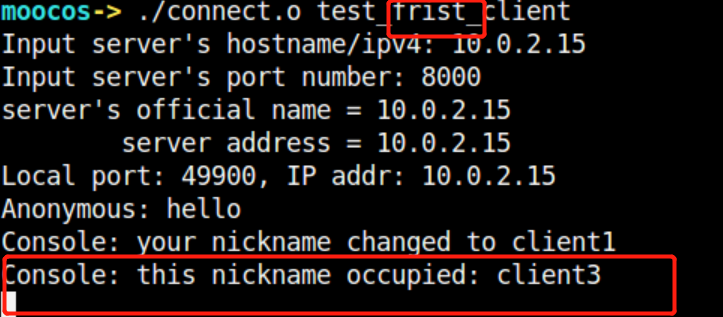 moocos-> ./connect.o test_frist_client
Input server's hostname/ipv4: 10.0.2.15
Input server's port number: 8000
server's official name = 10.0.2.15
server address = 10.0.2.15
Local port: 49900, IP addr: 10.0.2.15
Anonymous: hello
Console: your nickname changed to client1
Console: this nickname occupied: client3